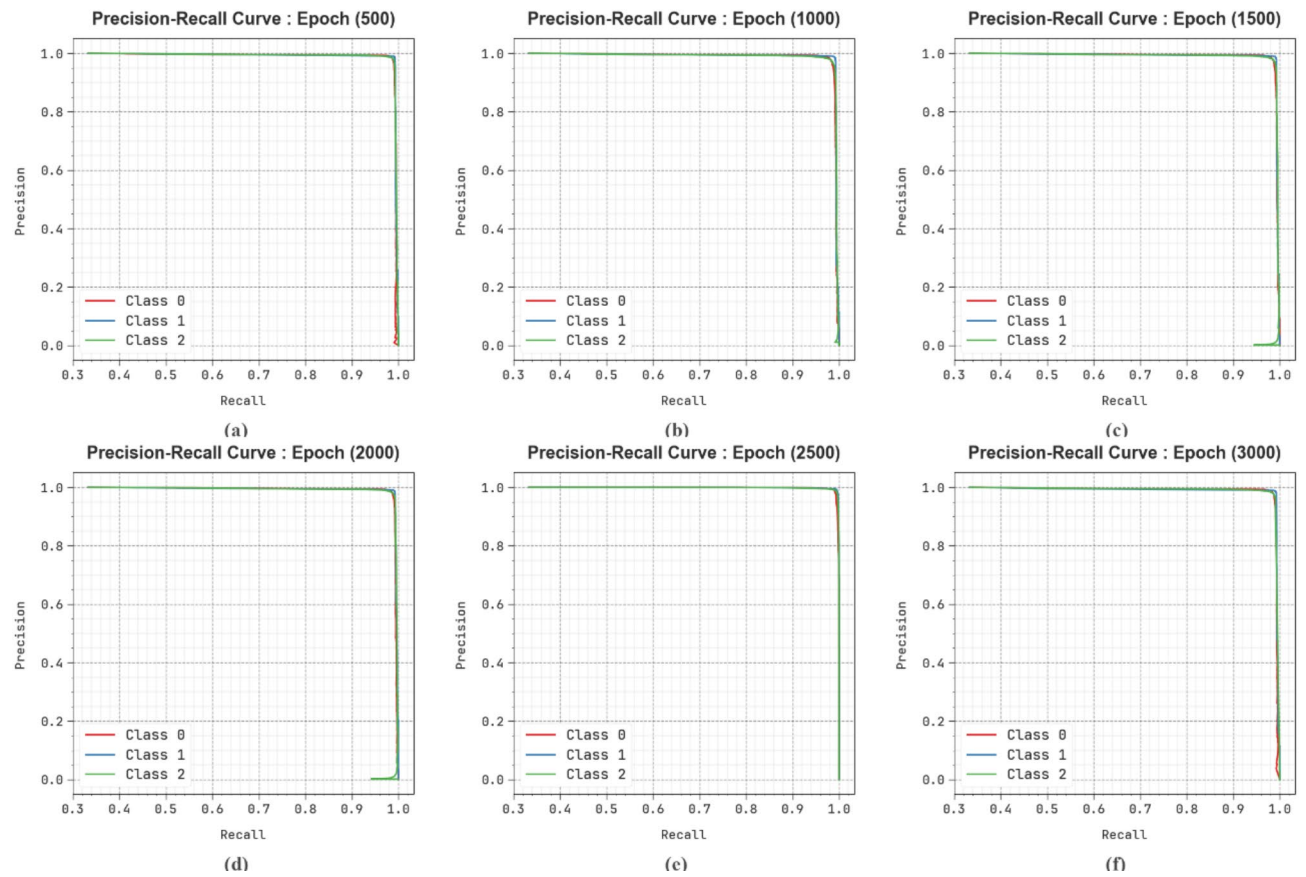 Precision-Recall Curve : Epoch (500)
1.0
0.8
0.6
0.4
0.2
0.0
Precision
Class 0
Class 1
Class 2
0.3 0.4 0.5 0.6 0.7 0.8 0.9 1.0
Recall
(a)
Precision-Recall Curve : Epoch (1000)
1.0
0.8
0.6
0.4
0.2
0.0
Precision
Class 0
Class 1
Class 2
0.3 0.4 0.5 0.6 0.7 0.8 0.9 1.0
Recall
(b)
Precision-Recall Curve : Epoch (1500)
1.0
0.8
0.6
0.4
0.2
0.0
Precision
Class 0
Class 1
Class 2
0.3 0.4 0.5 0.6 0.7 0.8 0.9 1.0
Recall
(c)
Precision-Recall Curve : Epoch (2000)
1.0
0.8
0.6
0.4
0.2
0.0
Precision
Class 0
Class 1
Class 2
0.3 0.4 0.5 0.6 0.7 0.8 0.9 1.0
Recall
(d)
Precision-Recall Curve : Epoch (2500)
1.0
0.8
0.6
0.4
0.2
0.0
Precision
Class 0
Class 1
Class 2
0.3 0.4 0.5 0.6 0.7 0.8 0.9 1.0
Recall
(e)
Precision-Recall Curve : Epoch (3000)
1.0
0.8
0.6
0.4
0.2
0.0
Precision
Class 0
Class 1
Class 2
0.3 0.4 0.5 0.6 0.7 0.8 0.9 1.0
Recall
(f)